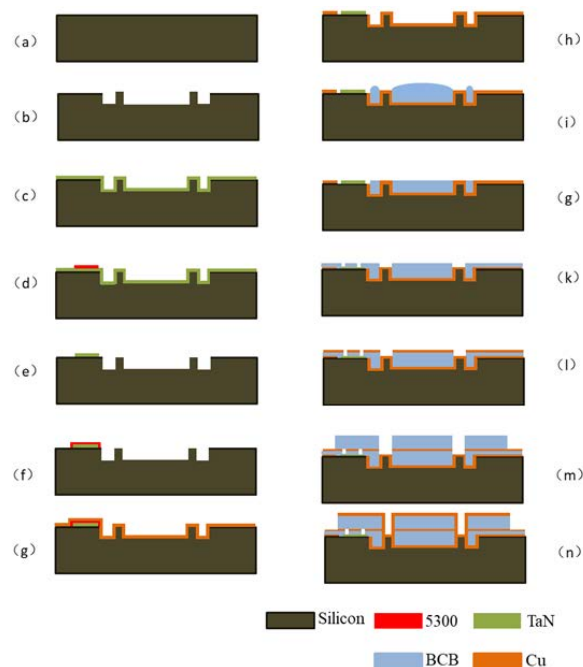 (a)
(b)
(c)
(d)
(e)
(f)
(g)
(h)
(i)
(g)
(k)
(l)
(m)
(n)
Silicon 5300 TaN
BCB Cu